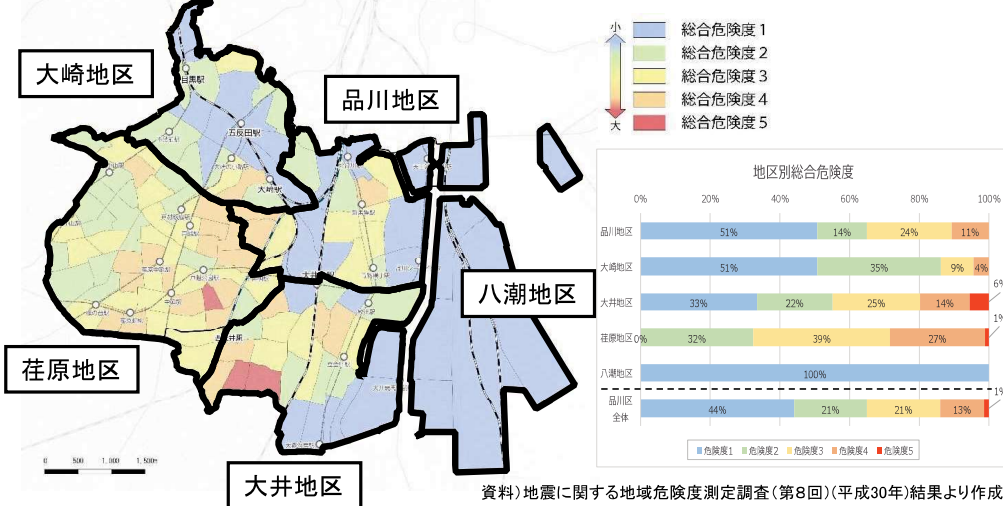 大崎地区
品川地区
八潮地区
荏原地区
大井地区
目黒駅
五反田駅
大崎駅
0 500 1,000 1,500m
小
大
総合危険度1
総合危険度2
総合危険度3
総合危険度4
総合危険度5
地区別総合危険度
0% 20% 40% 60% 80% 100%
品川地区 51% 14% 24% 11%
大崎地区 51% 35% 9% 4%
大井地区 33% 22% 25% 14% 6%
荏原地区 0% 32% 39% 27% 1%
八潮地区 100%
品川区
全体 44% 21% 21% 13% 1%
危険度1 危険度2 危険度3 危険度4 危険度5
資料)地震に関する地域危険度測定調査(第8回)(平成30年)結果より作成